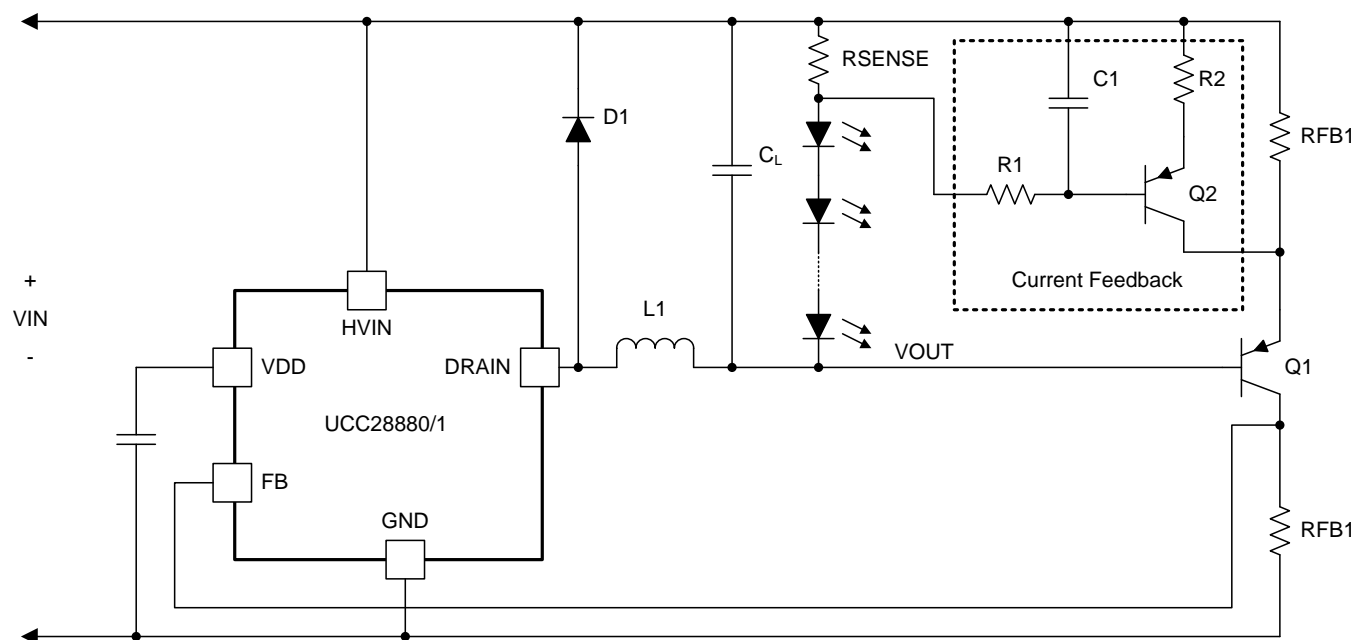 RSENSE
C1
R2
D1
CL
R1
RFB1
Q2
Current Feedback
+
VIN
-
HVIN
L1
VDD
DRAIN
VOUT
Q1
UCC28880/1
FB
GND
RFB1